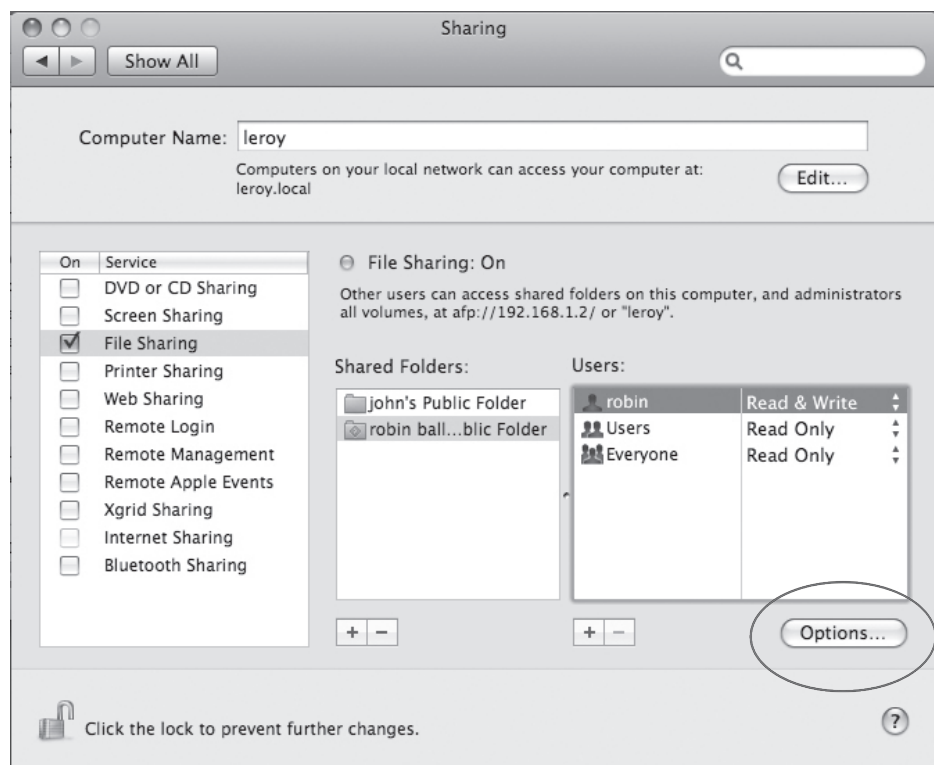 Sharing
Show All
Computer Name: leroy
Computers on your local network can access your computer at:
leroy.local
Edit...
On Service
DVD or CD Sharing
Screen Sharing
File Sharing
Printer Sharing
Web Sharing
Remote Login
Remote Management
Remote Apple Events
Xgrid Sharing
Internet Sharing
Bluetooth Sharing
File Sharing: On
Other users can access shared folders on this computer, and administrators
all volumes, at afp://192.168.1.2/ or "leroy".
Shared Folders:
john's Public Folder
robin ball...blic Folder
+ −
Users:
robin Read & Write
Users Read Only
Everyone Read Only
+ −
Options...
Click the lock to prevent further changes.
?